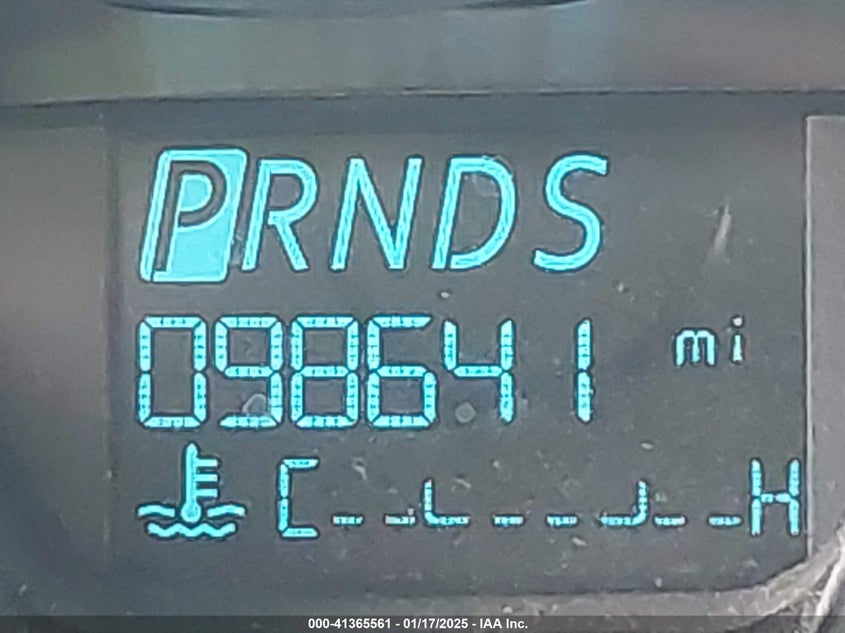 PRNDS
098641 mi
C H
000-41365561 - 01/17/2025 - IAA Inc.